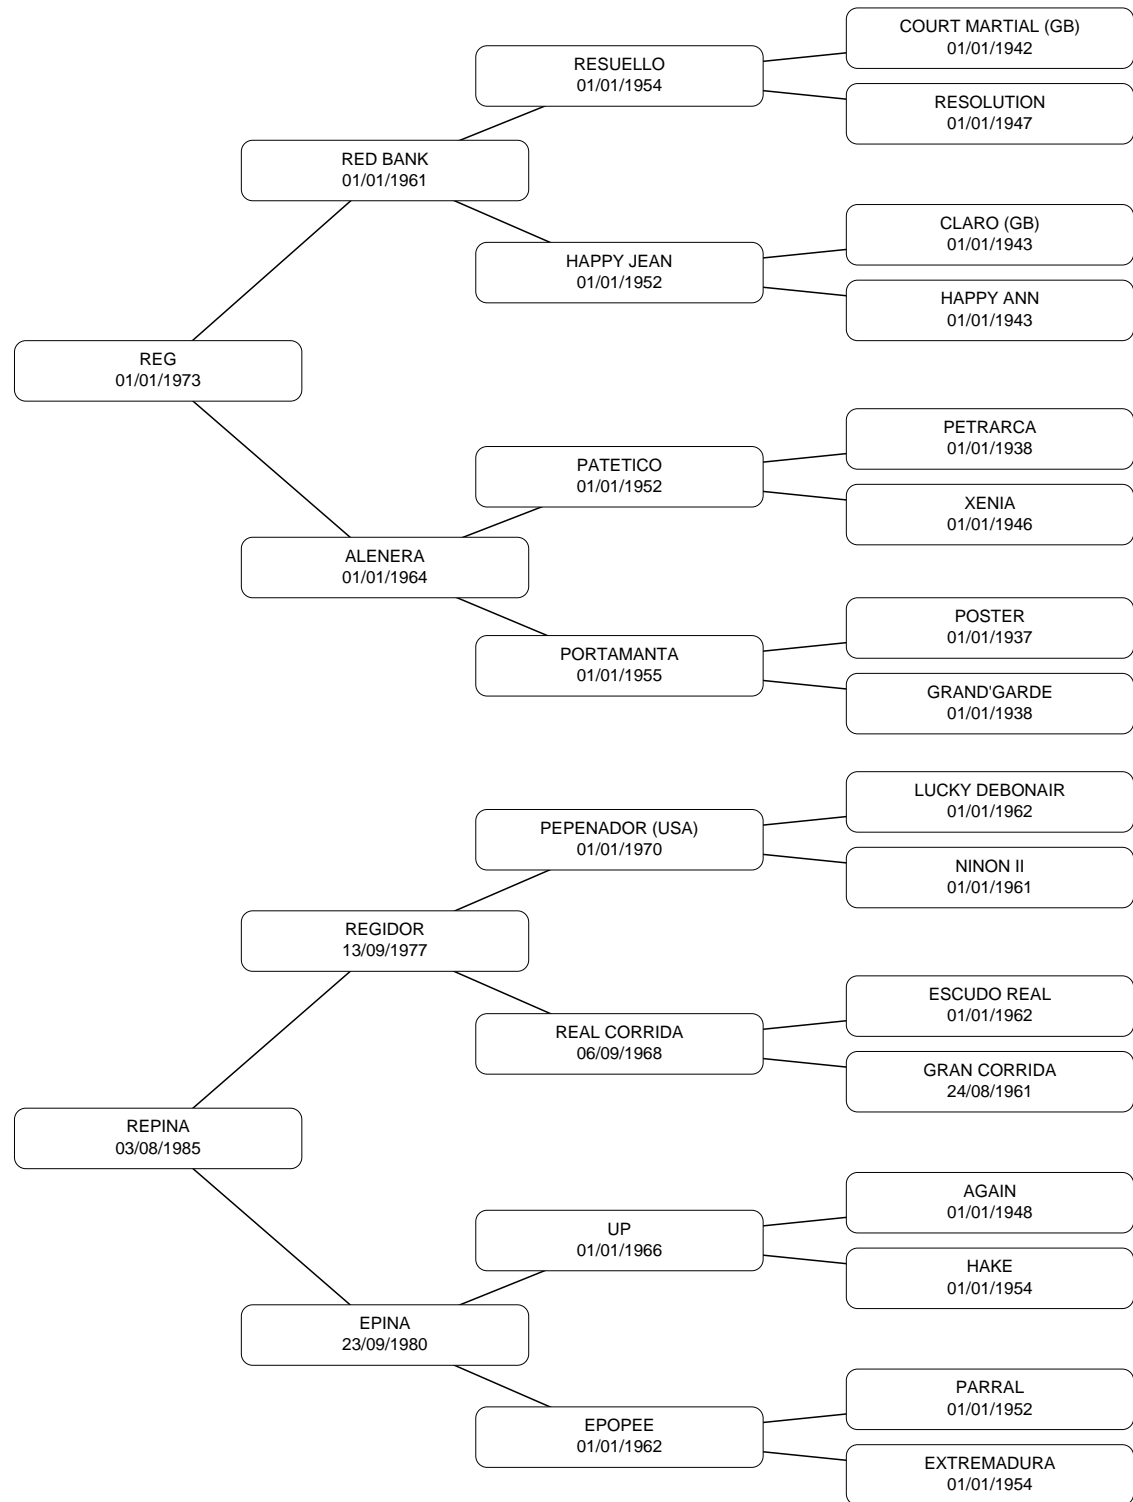 COURT MARTIAL (GB)
01/01/1942
RESUELLO
01/01/1954
RESOLUTION
01/01/1947
RED BANK
01/01/1961
CLARO (GB)
01/01/1943
HAPPY JEAN
01/01/1952
HAPPY ANN
01/01/1943
REG
01/01/1973
PETRARCA
01/01/1938
PATETICO
01/01/1952
XENIA
01/01/1946
ALENERA
01/01/1964
POSTER
01/01/1937
PORTAMANTA
01/01/1955
GRAND'GARDE
01/01/1938
LUCKY DEBONAIR
01/01/1962
PEPENADOR (USA)
01/01/1970
NINON II
01/01/1961
REGIDOR
13/09/1977
ESCUDO REAL
01/01/1962
REAL CORRIDA
06/09/1968
GRAN CORRIDA
24/08/1961
REPINA
03/08/1985
AGAIN
01/01/1948
UP
01/01/1966
HAKE
01/01/1954
EPINA
23/09/1980
PARRAL
01/01/1952
EPOPEE
01/01/1962
EXTREMADURA
01/01/1954